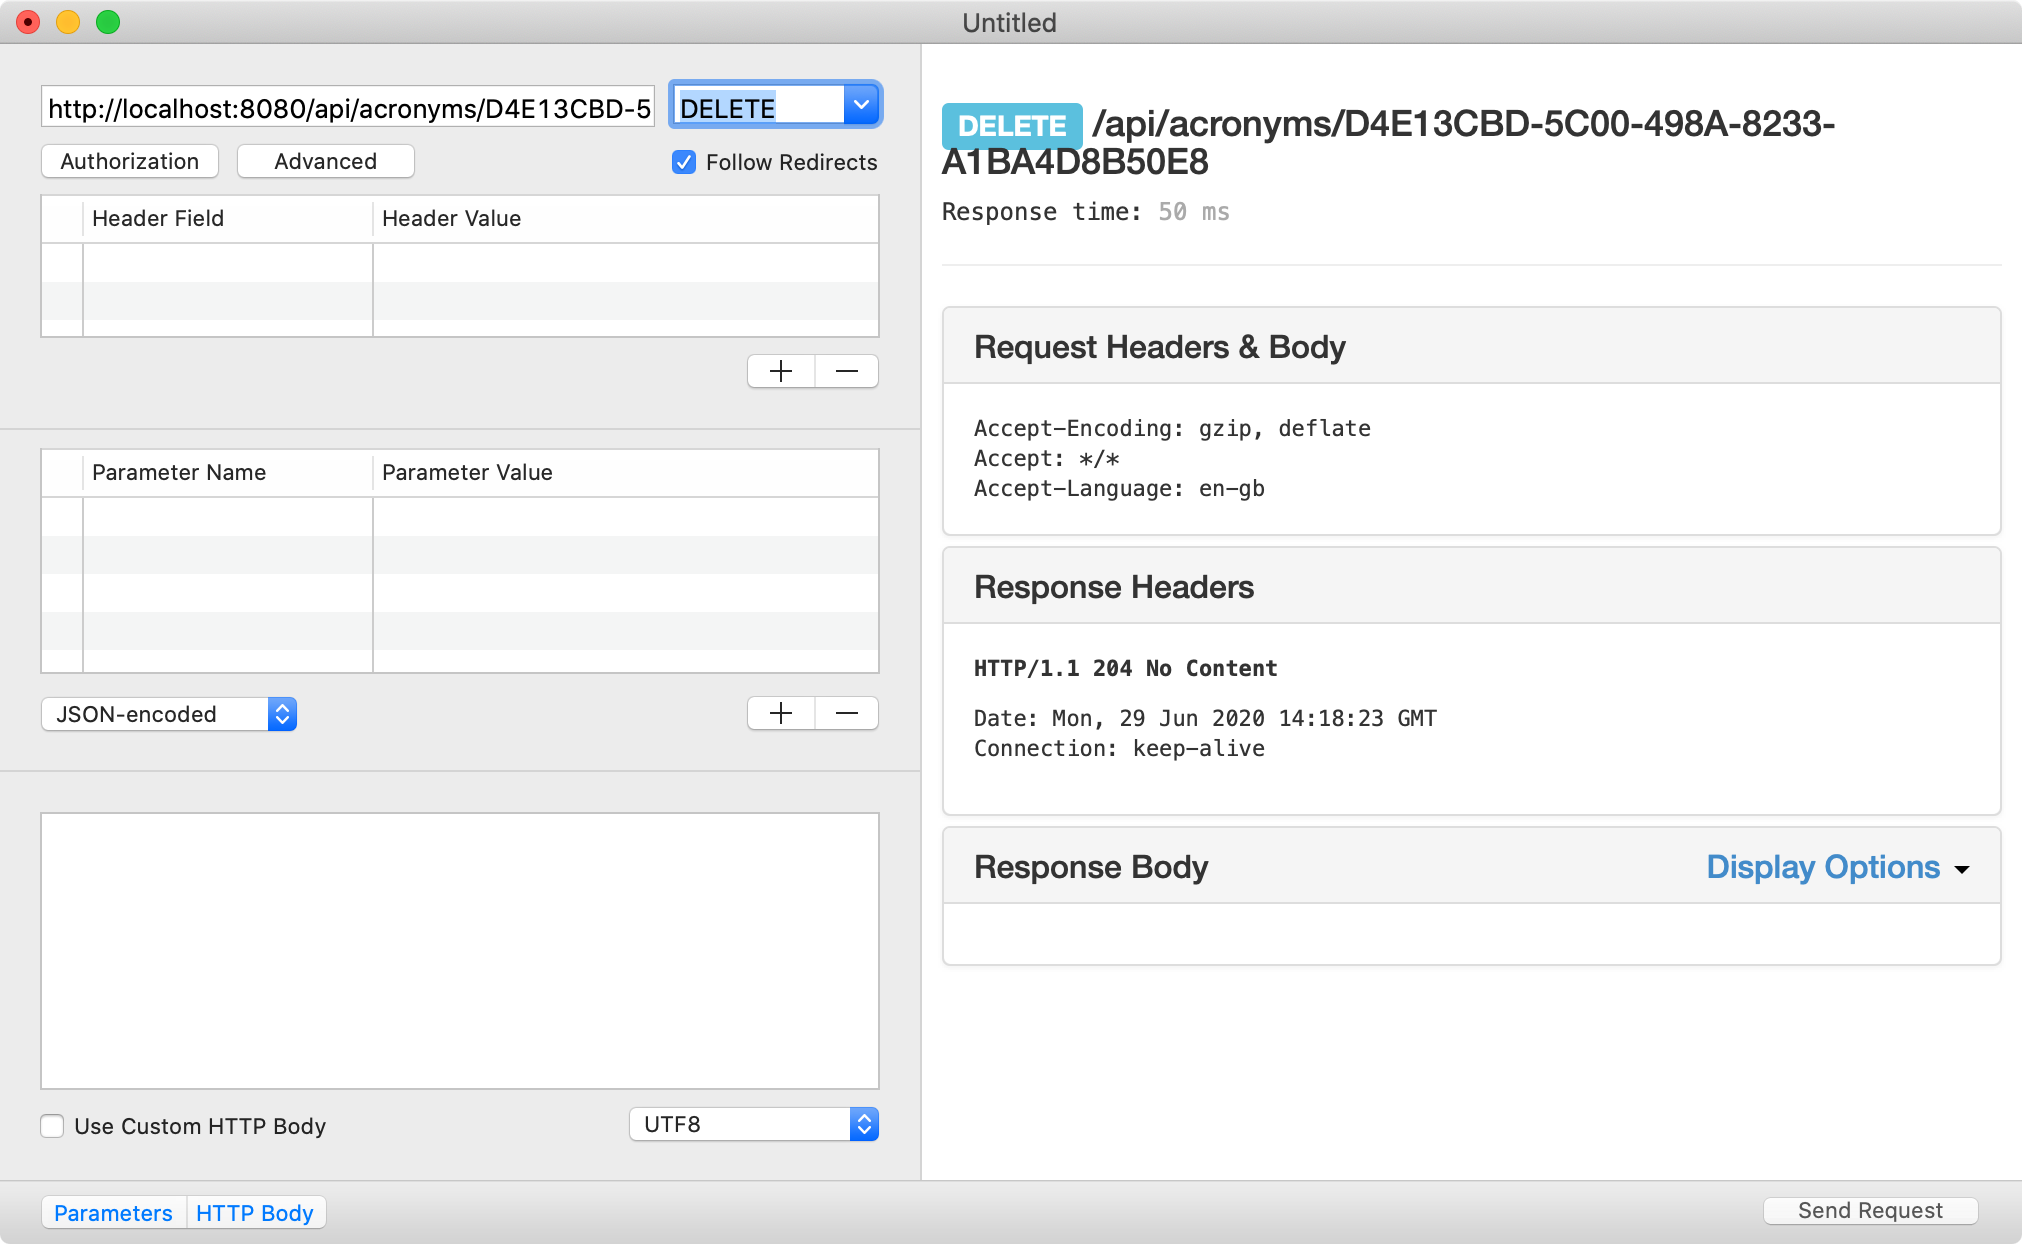 Untitled
http://localhost:8080/api/acronyms/D4E13CBD-5
DELETE
Authorization
Advanced
Follow Redirects
Header Field
Header Value
Parameter Name
Parameter Value
JSON-encoded
Use Custom HTTP Body
UTF8
Parameters
HTTP Body
DELETE /api/acronyms/D4E13CBD-5C00-498A-8233-
A1BA4D8B50E8
Response time: 50 ms
Request Headers & Body
Accept-Encoding: gzip, deflate
Accept: */*
Accept-Language: en-gb
Response Headers
HTTP/1.1 204 No Content
Date: Mon, 29 Jun 2020 14:18:23 GMT
Connection: keep-alive
Response Body
Display Options
Send Request